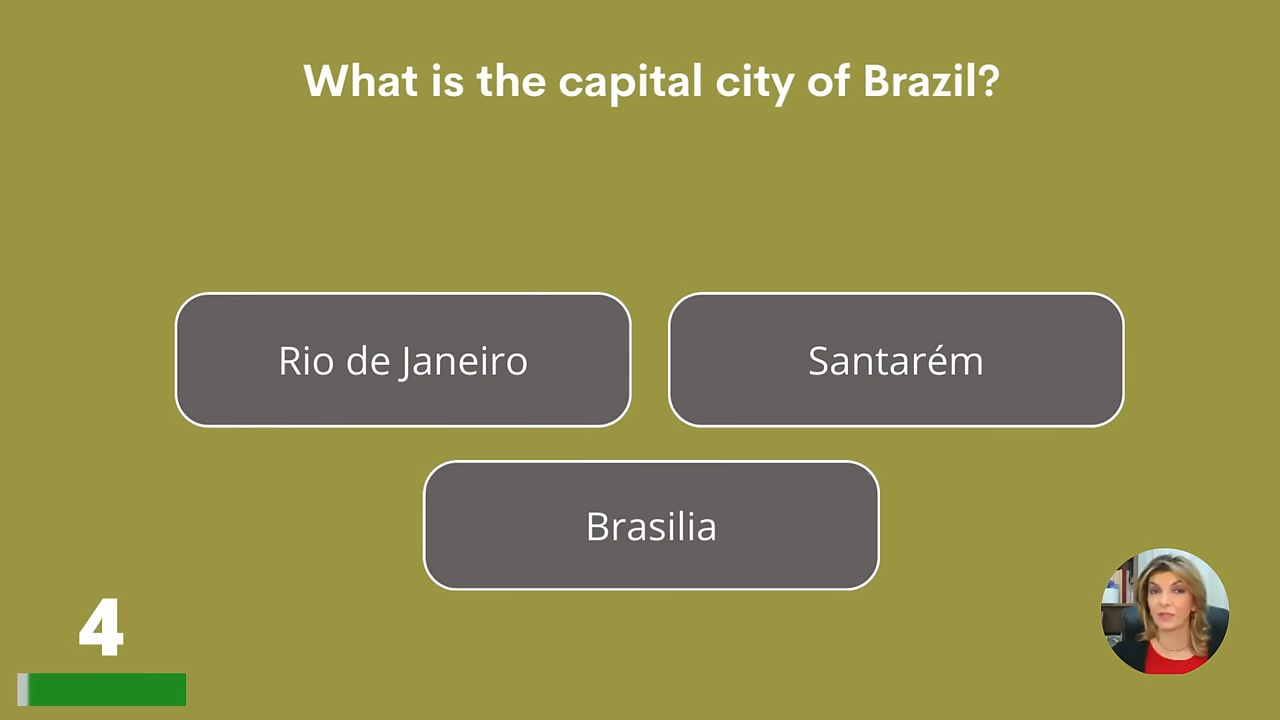 What is the capital city of Brazil?
Rio de Janeiro
Santarém
Brasilia
4